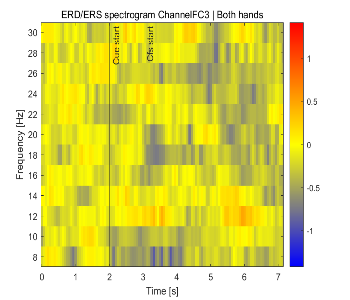 ERD/ERS spectrogram ChannelFC3 | Both hands
Frequency [Hz]
30
28
26
24
22
20
18
16
14
12
10
8
Cue start
Cfs start
1
0.5
0
-0.5
-1
0 1 2 3 4 5 6 7
Time [s]